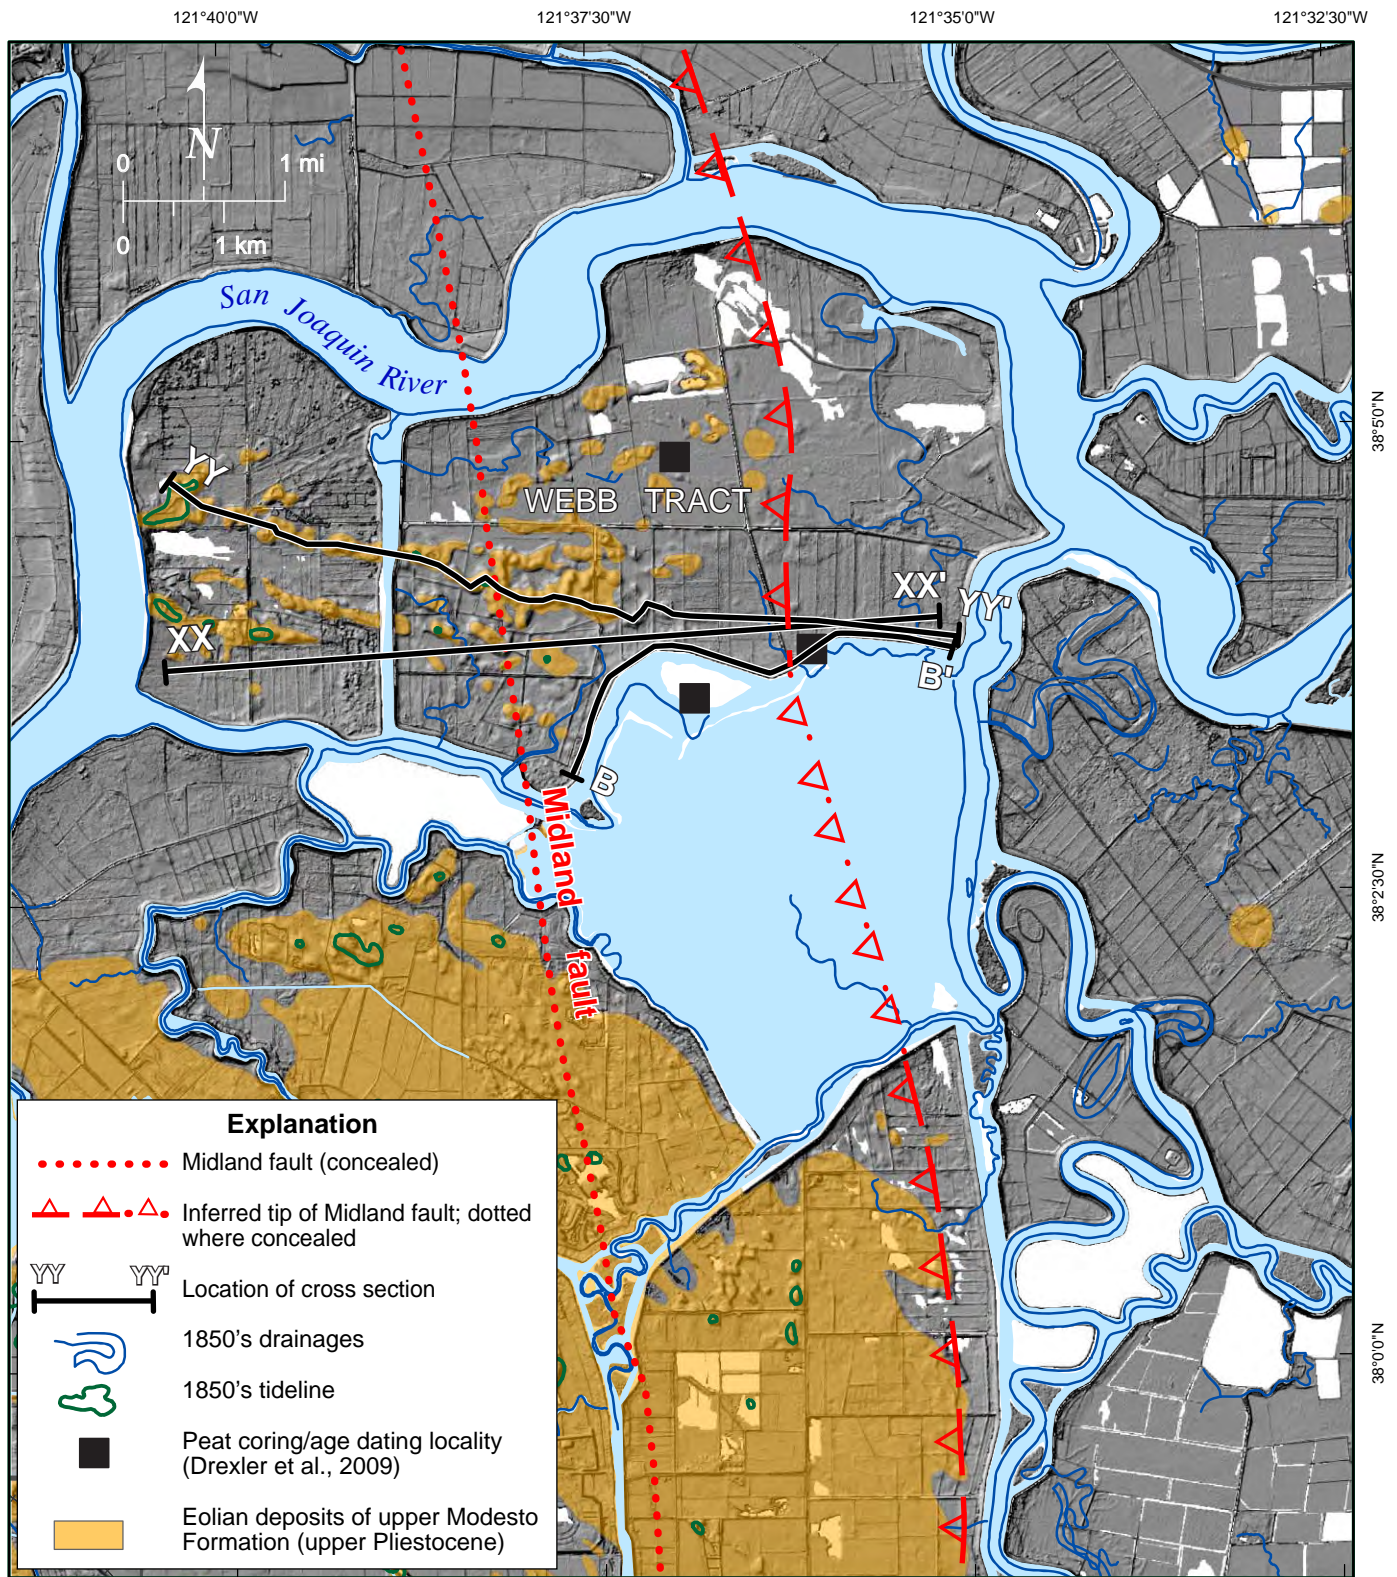 121°40'0"W
121°37'30"W
121°35'0"W
121°32'30"W
N
0
1 mi
0
1 km
San Joaquin River
38°5'0"N
YY
WEBB TRACT
XX'
YY'
XX
B'
B
Midland fault
38°2'30"N
38°0'0"N
Explanation
Midland fault (concealed)
Inferred tip of Midland fault; dotted
where concealed
YY YY'
Location of cross section
1850's drainages
1850's tideline
Peat coring/age dating locality
(Drexler et al., 2009)
Eolian deposits of upper Modesto
Formation (upper Pliestocene)